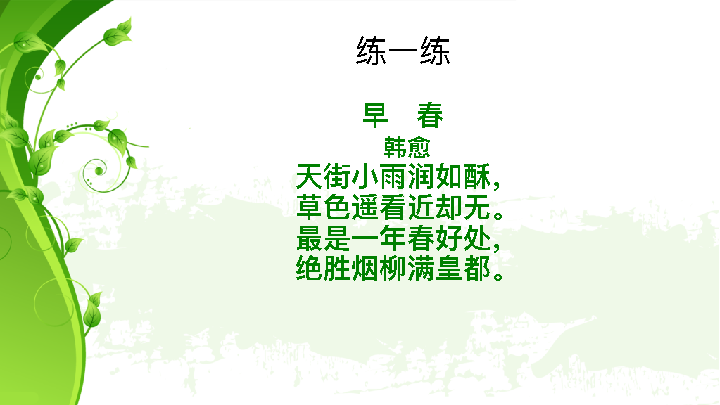 练一练
早　春
韩愈
天街小雨润如酥，
草色遥看近却无。
最是一年春好处，
绝胜烟柳满皇都。